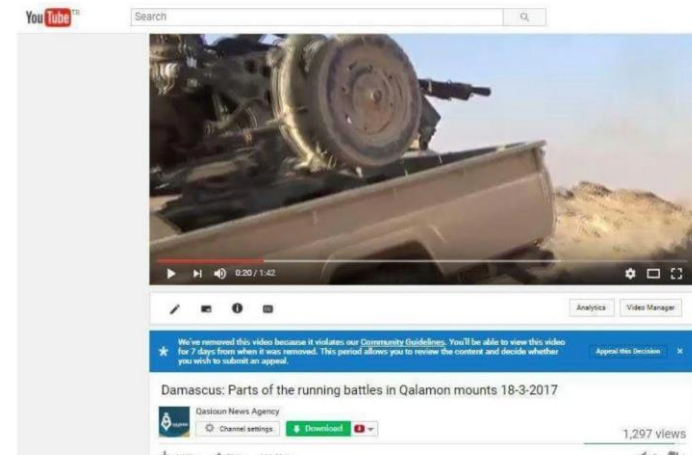 You Tube TR
Search
0:20 / 1:42
Analytics Video Manager
We've removed this video because it violates our Community Guidelines. You'll be able to view this video
for 7 days from when it was removed. This period allows you to review the content and decide whether
you wish to submit an appeal.
Appeal this Decision x
Damascus: Parts of the running battles in Qalamon mounts 18-3-2017
Qasioun News Agency
Channel settings Download
1,297 views